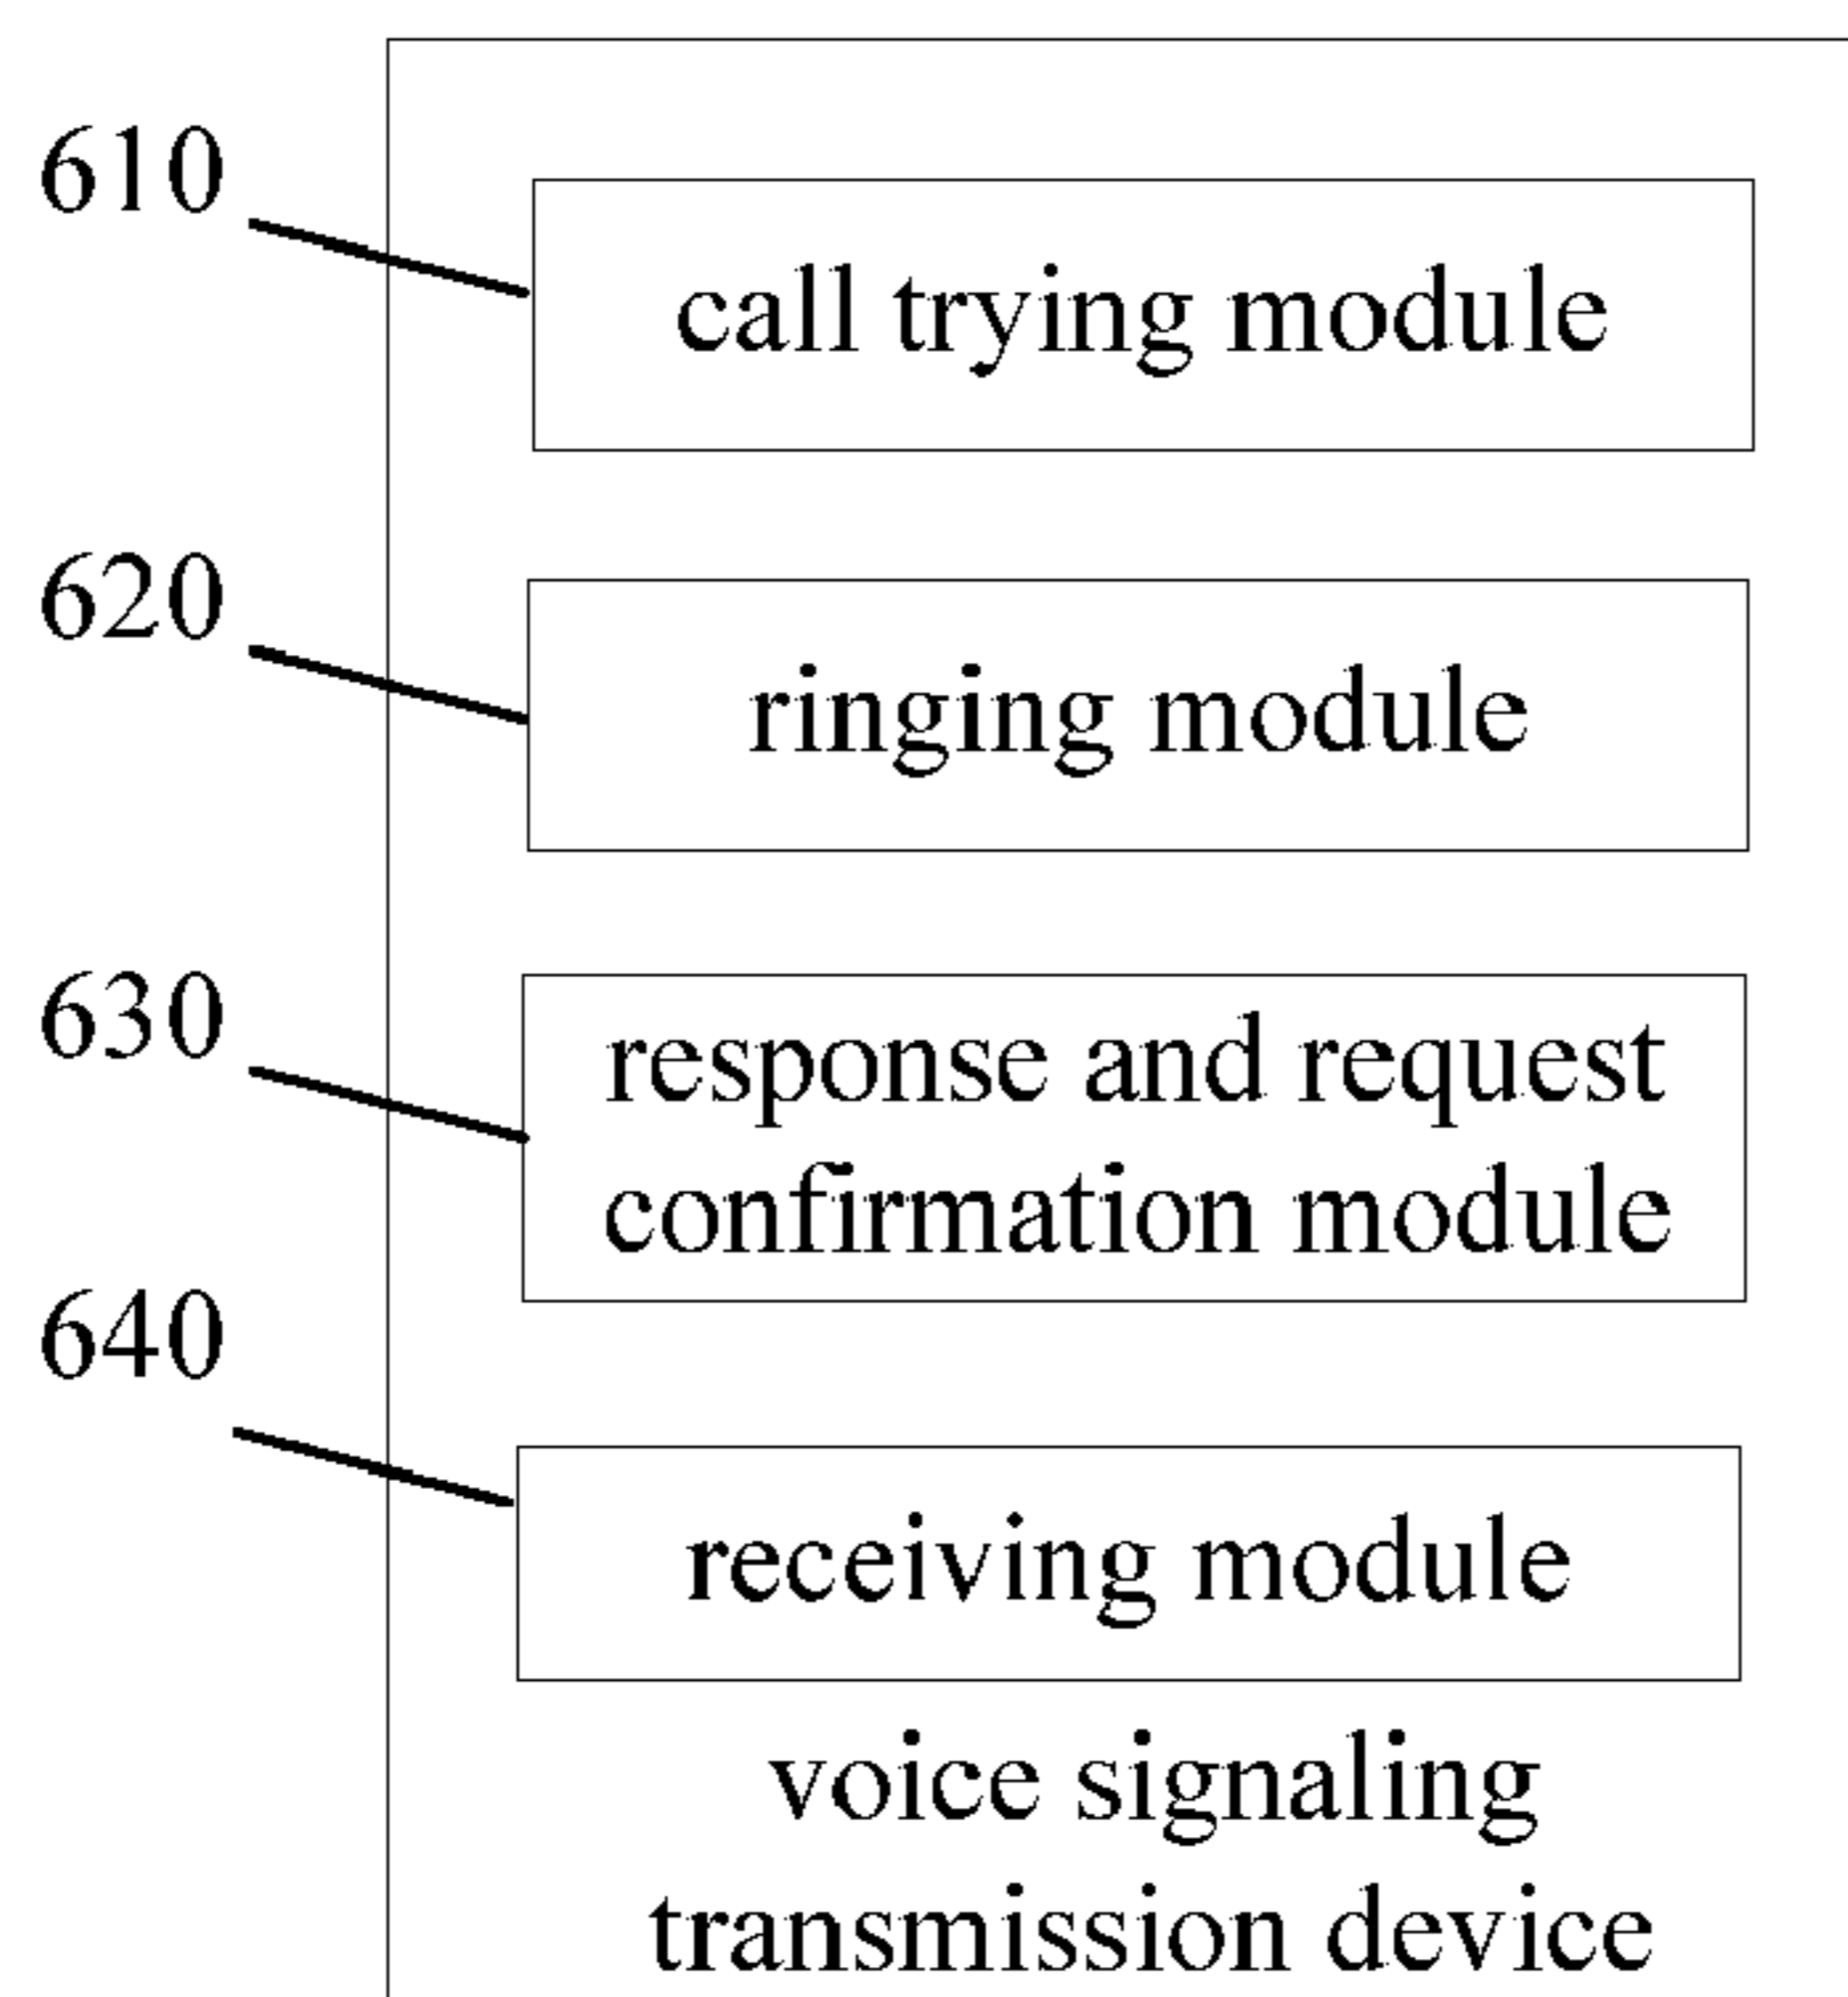 610
call trying module
620
ringing module
630
response and request
confirmation module
640
receiving module
voice signaling
transmission device